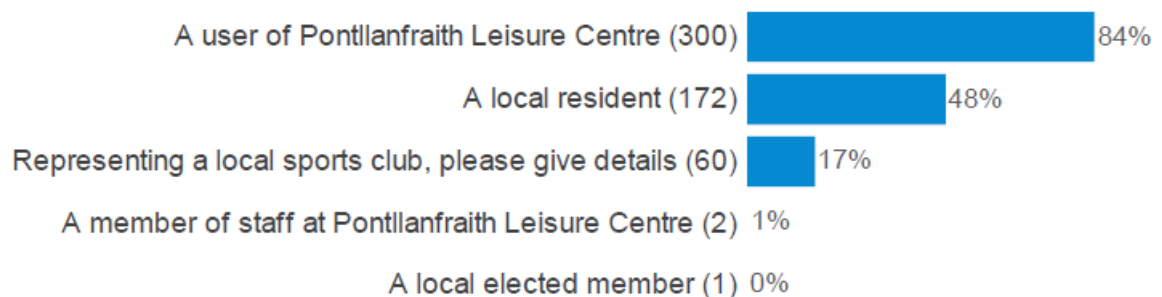 A user of Pontllanfraith Leisure Centre (300) 84%
A local resident (172) 48%
Representing a local sports club, please give details (60) 17%
A member of staff at Pontllanfraith Leisure Centre (2) 1%
A local elected member (1) 0%